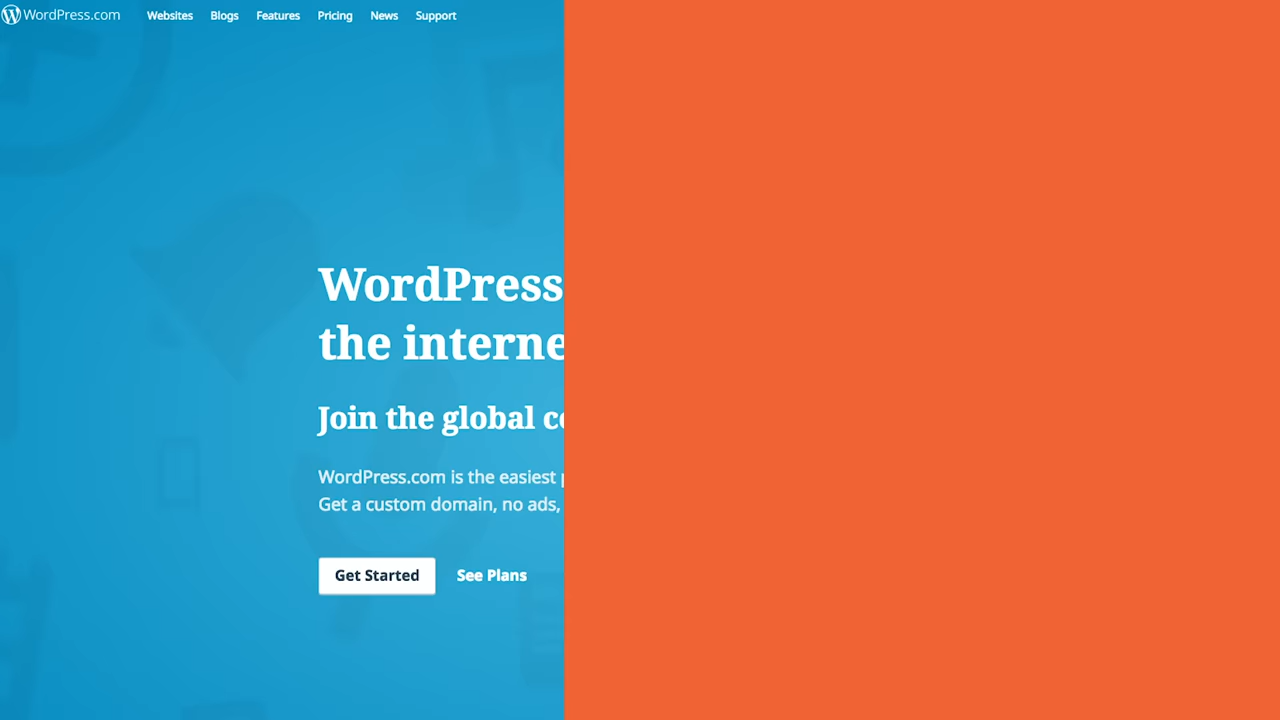 WordPress.com Websites Blogs Features Pricing News Support
WordPress
the interne
Join the global c
WordPress.com is the easiest
Get a custom domain, no ads,
Get Started See Plans